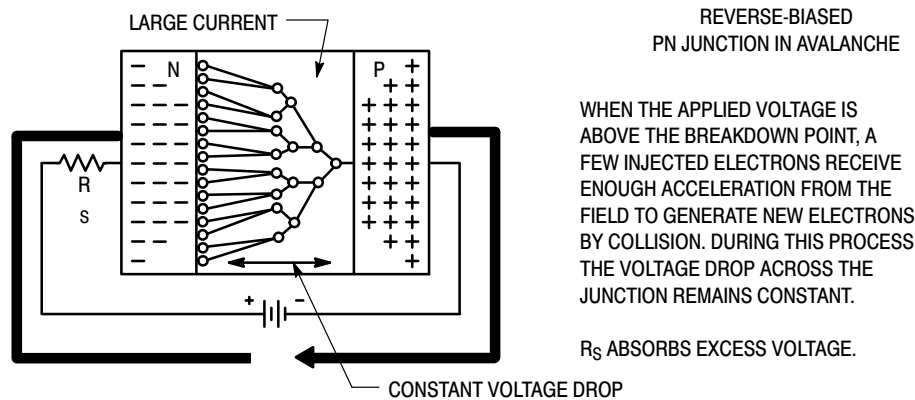 LARGE CURRENT
N
P
R
S
+ −
CONSTANT VOLTAGE DROP
REVERSE-BIASED
PN JUNCTION IN AVALANCHE
WHEN THE APPLIED VOLTAGE IS
ABOVE THE BREAKDOWN POINT, A
FEW INJECTED ELECTRONS RECEIVE
ENOUGH ACCELERATION FROM THE
FIELD TO GENERATE NEW ELECTRONS
BY COLLISION. DURING THIS PROCESS
THE VOLTAGE DROP ACROSS THE
JUNCTION REMAINS CONSTANT.
RS ABSORBS EXCESS VOLTAGE.